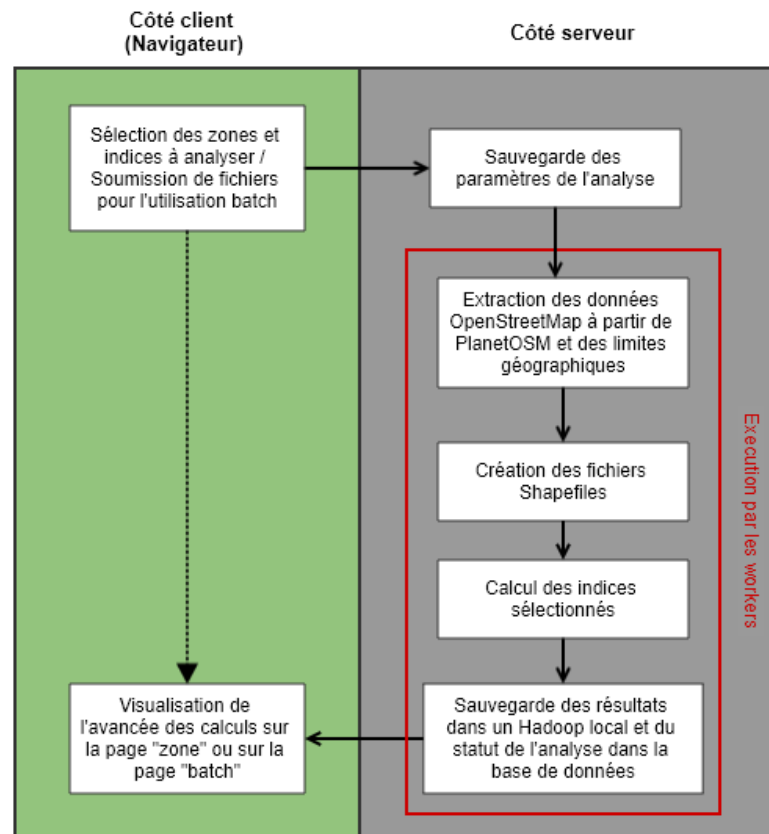 Côté client
(Navigateur)
Côté serveur
Sélection des zones et
indices à analyser /
Soumission de fichiers
pour l'utilisation batch
Sauvegarde des
paramètres de l'analyse
Extraction des données
OpenStreetMap à partir de
PlanetOSM et des limites
géographiques
Création des fichiers
Shapefiles
Calcul des indices
sélectionnés
Sauvegarde des résultats
dans un Hadoop local et du
statut de l'analyse dans la
base de données
Execution par les workers
Visualisation de
l'avancée des calculs sur
la page "zone" ou sur la
page "batch"